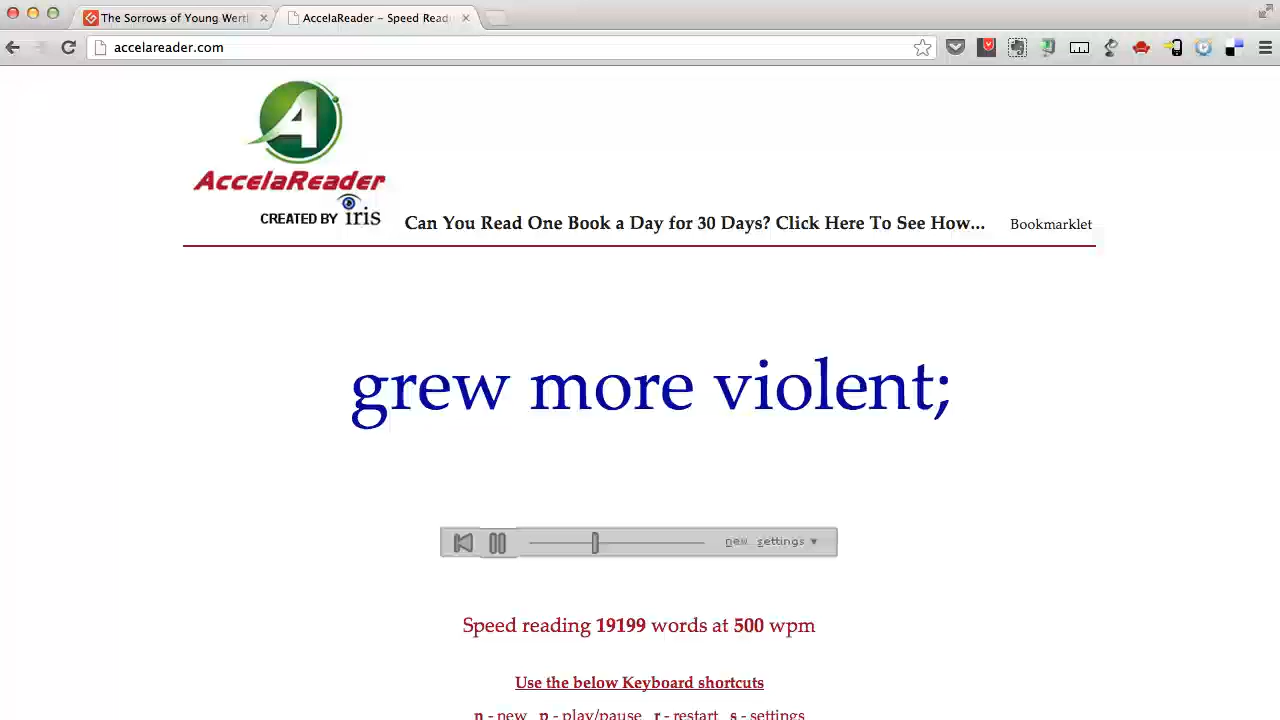 The Sorrows of Young Wert
AccelaReader – Speed Read
accelareader.com
A
AccelaReader
CREATED BY iris
Can You Read One Book a Day for 30 Days? Click Here To See How...
Bookmarklet
grew more violent;
new settings ▼
Speed reading 19199 words at 500 wpm
Use the below Keyboard shortcuts
n - new p - play/pause r - restart s - settings